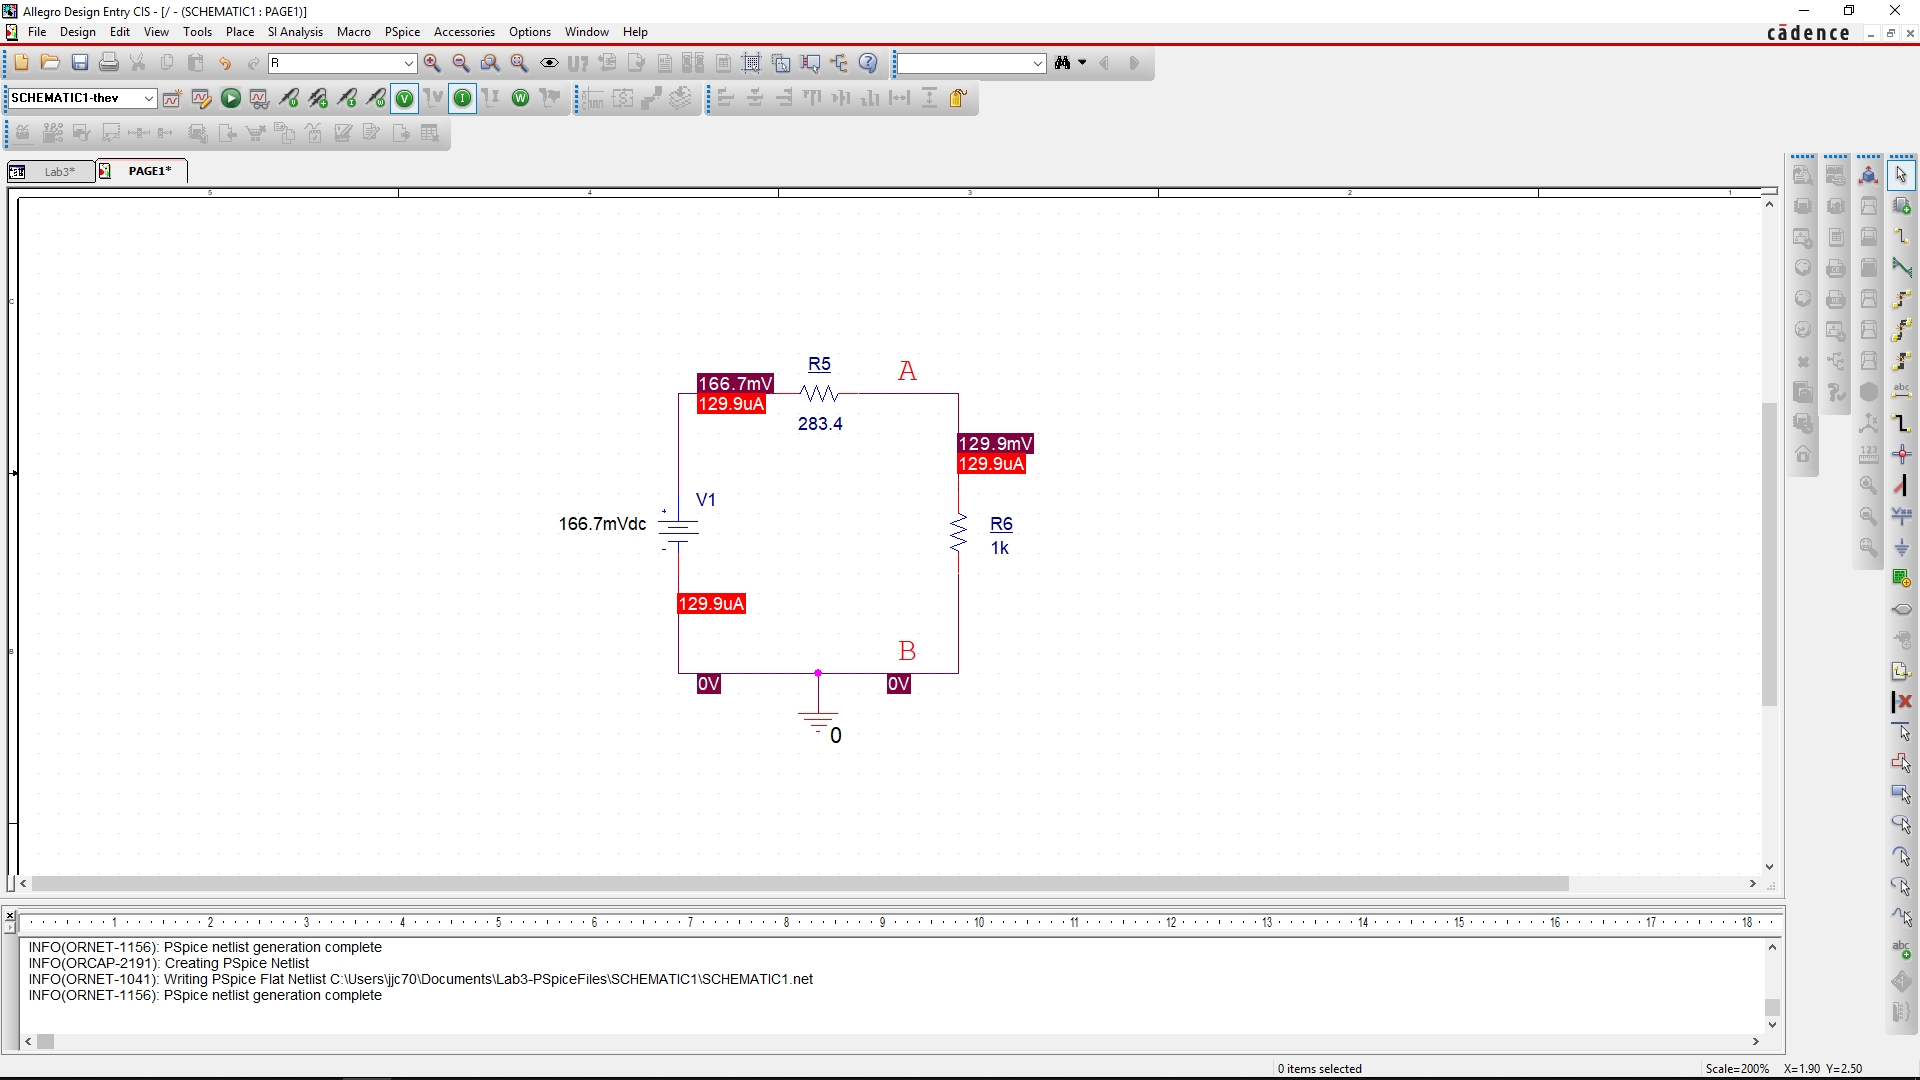 Allegro Design Entry CIS - [/ - (SCHEMATIC1 : PAGE1)]
File Design Edit View Tools Place SI Analysis Macro PSpice Accessories Options Window Help
cādence
R
SCHEMATIC1-thev
Lab3*
PAGE1*
5 4 3 2 1
C
B
R5
A
166.7mV
129.9uA
283.4
129.9mV
129.9uA
V1
+
166.7mVdc
-
R6
1k
129.9uA
B
0V
0V
0
1 2 3 4 5 6 7 8 9 10 11 12 13 14 15 16 17 18
INFO(ORNET-1156): PSpice netlist generation complete
INFO(ORCAP-2191): Creating PSpice Netlist
INFO(ORNET-1041): Writing PSpice Flat Netlist C:\Users\jjc70\Documents\Lab3-PSpiceFiles\SCHEMATIC1\SCHEMATIC1.net
INFO(ORNET-1156): PSpice netlist generation complete
0 items selected
Scale=200% X=1.90 Y=2.50